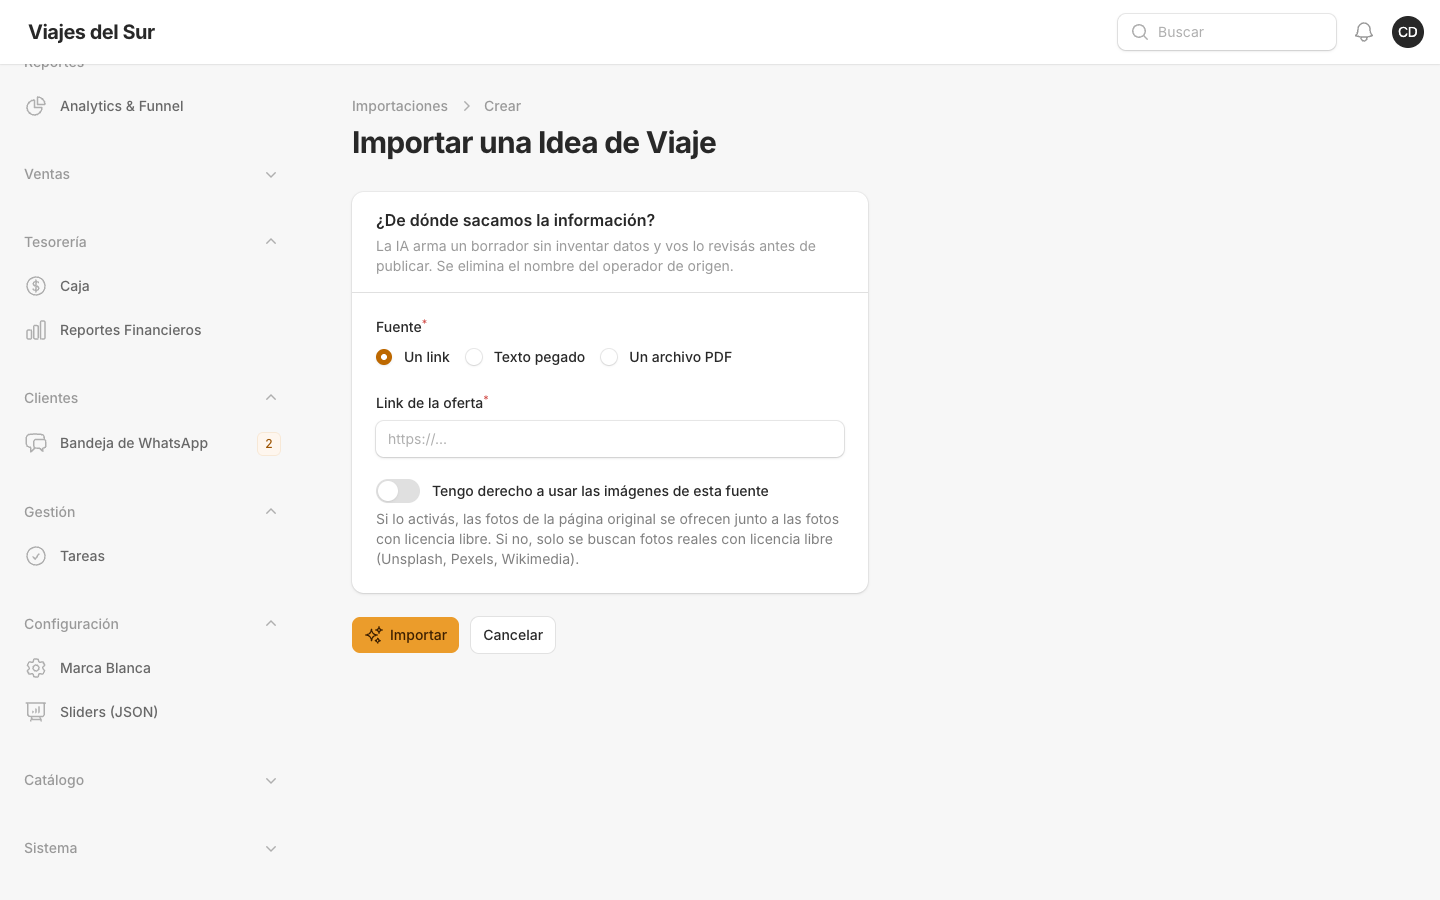 Viajes del Sur
Buscar
CD
Reportes
Analytics & Funnel
Ventas
Tesorería
Caja
Reportes Financieros
Clientes
Bandeja de WhatsApp
2
Gestión
Tareas
Configuración
Marca Blanca
Sliders (JSON)
Catálogo
Sistema
Importaciones
Crear
Importar una Idea de Viaje
¿De dónde sacamos la información?
La IA arma un borrador sin inventar datos y vos lo revisás antes de
publicar. Se elimina el nombre del operador de origen.
Fuente*
Un link
Texto pegado
Un archivo PDF
Link de la oferta*
https://...
Tengo derecho a usar las imágenes de esta fuente
Si lo activás, las fotos de la página original se ofrecen junto a las fotos
con licencia libre. Si no, solo se buscan fotos reales con licencia libre
(Unsplash, Pexels, Wikimedia).
Importar
Cancelar